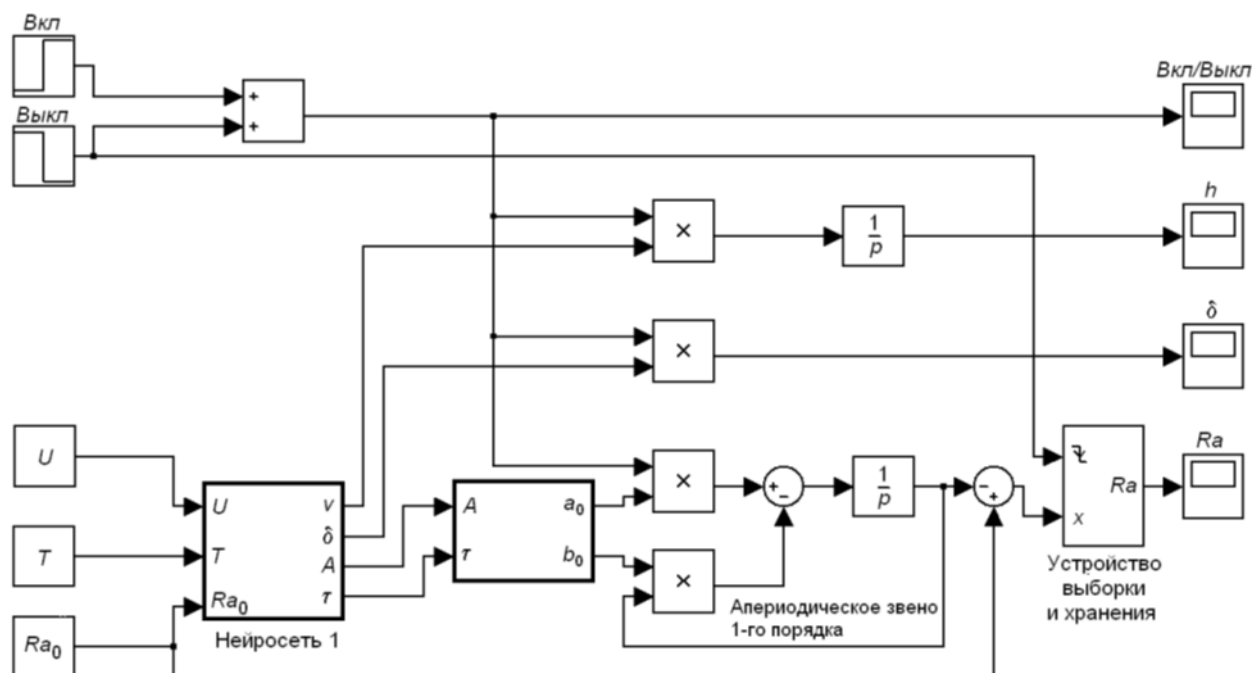 Вкл
Вкл/Выкл
+
+
Выкл
h
×
1
p
δ
×
U
Ra
×
+
−
1
p
−
+
Ra
x
U
v
T
T
δ
Ra₀
A
τ
A
a₀
τ
b₀
×
Устройство
выборки
и хранения
Апериодическое звено
1-го порядка
Ra₀
Нейросеть 1